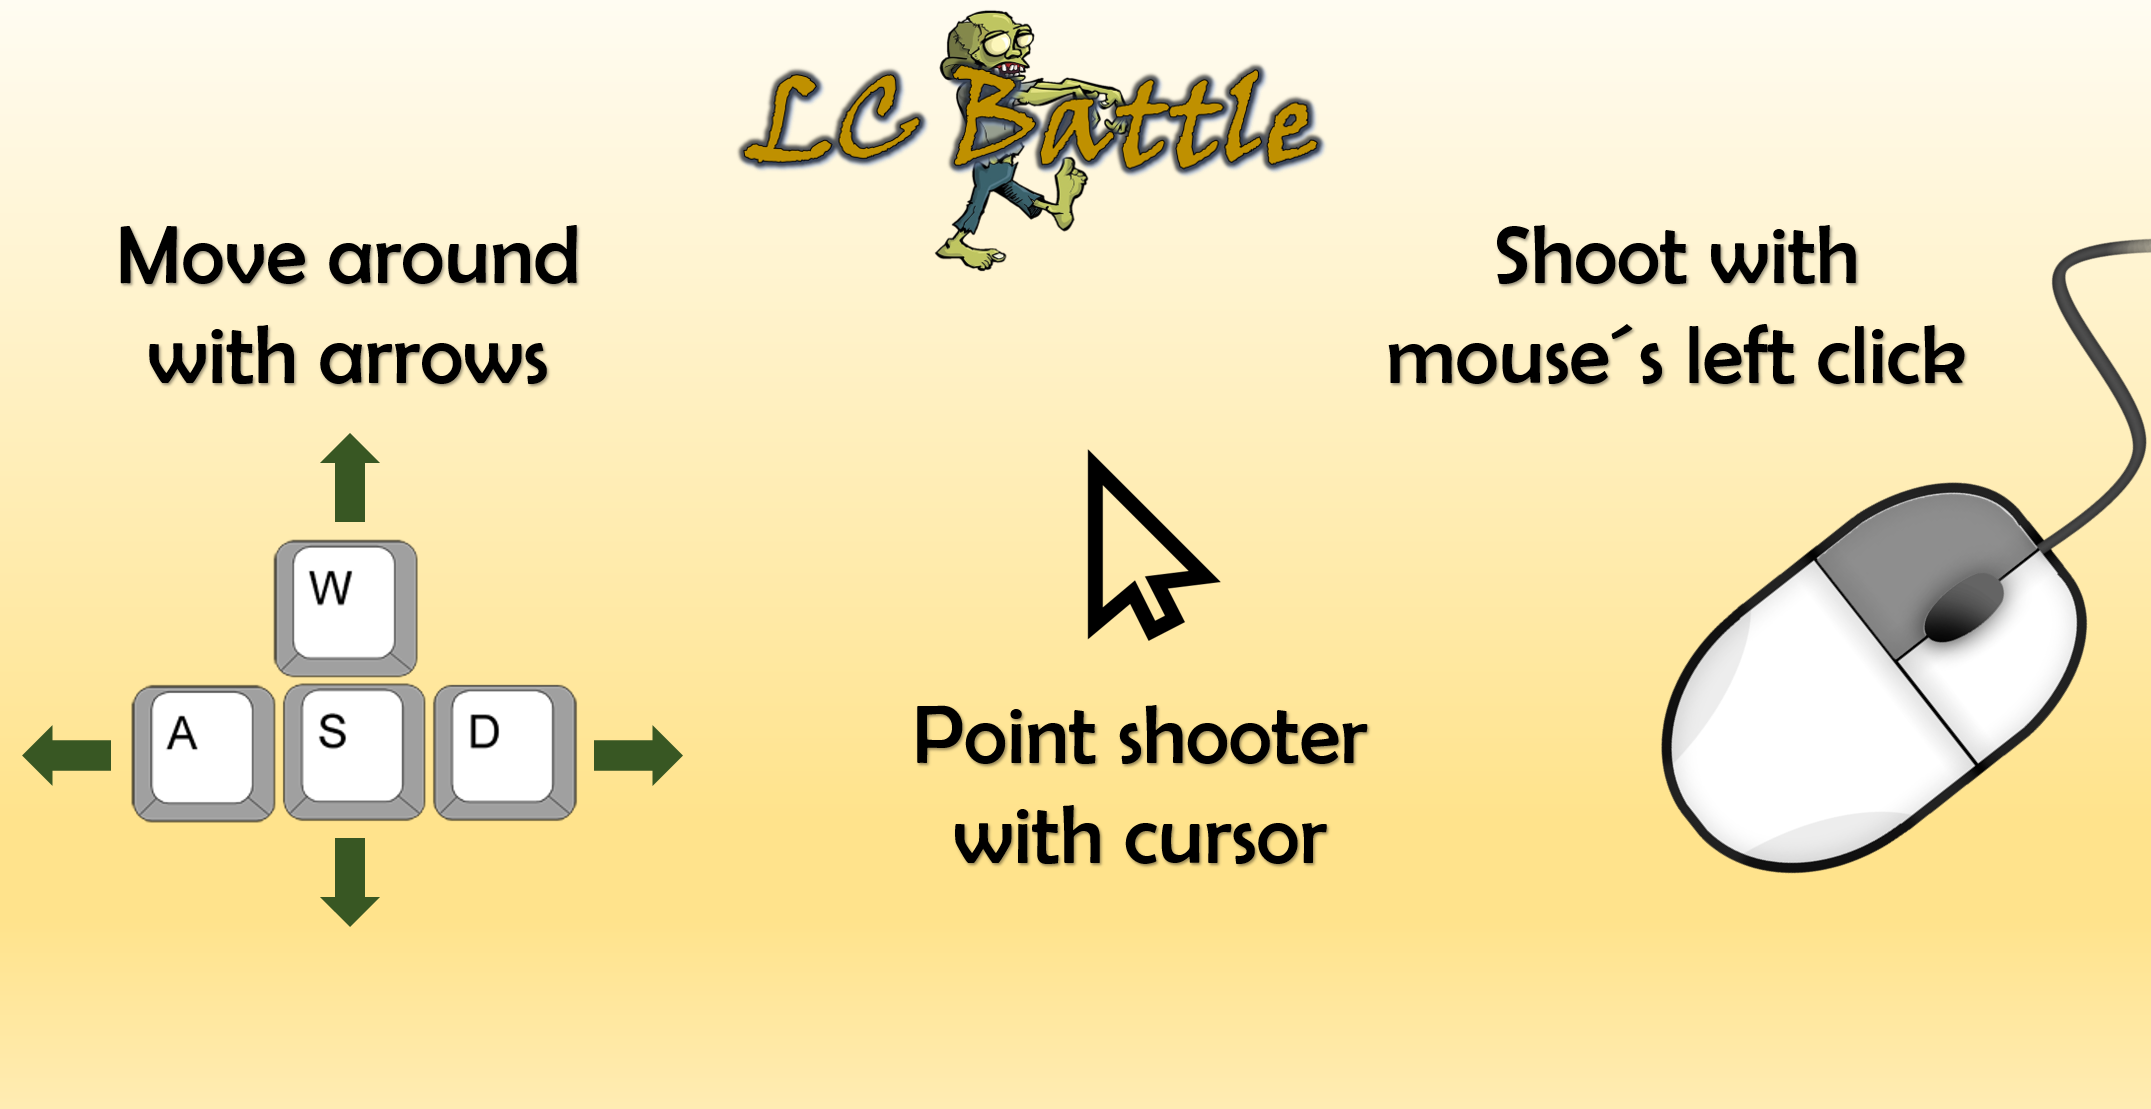 LC Battle
Move around
with arrows
W
A S D
Point shooter
with cursor
Shoot with
mouse´s left click